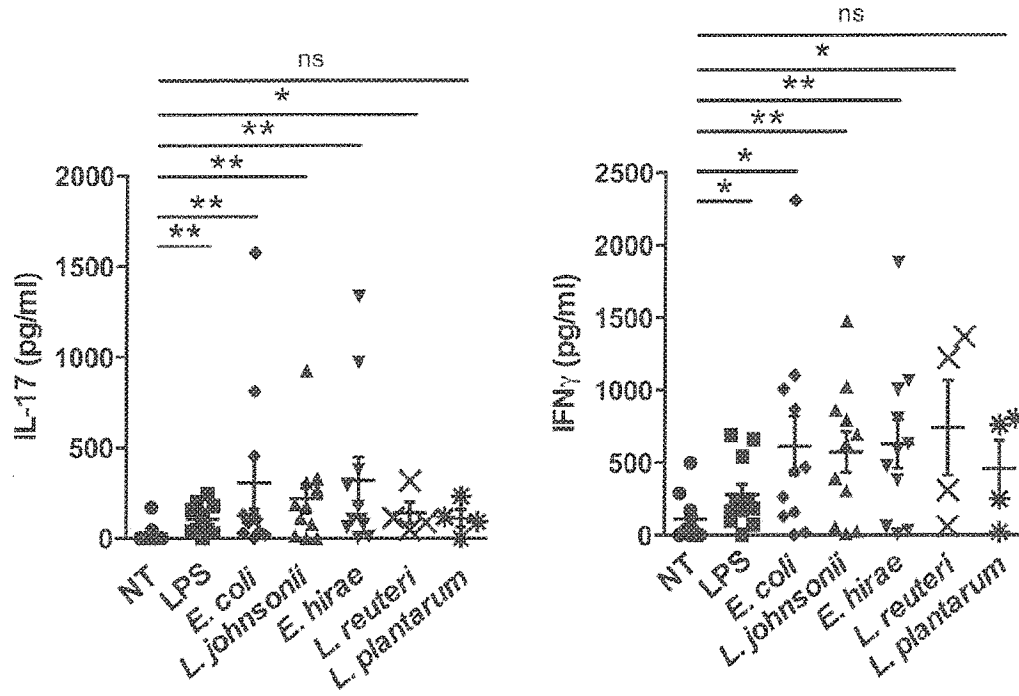 ns
*
**
**
**
**
2000
1500
1000
500
0
IL-17 (pg/ml)
NT
LPS
E. coli
L. johnsonii
E. hirae
L. reuteri
L. plantarum
ns
*
**
**
*
*
2500
2000
1500
1000
500
0
IFNγ (pg/ml)
NT
LPS
E. coli
L. johnsonii
E. hirae
L. reuteri
L. plantarum